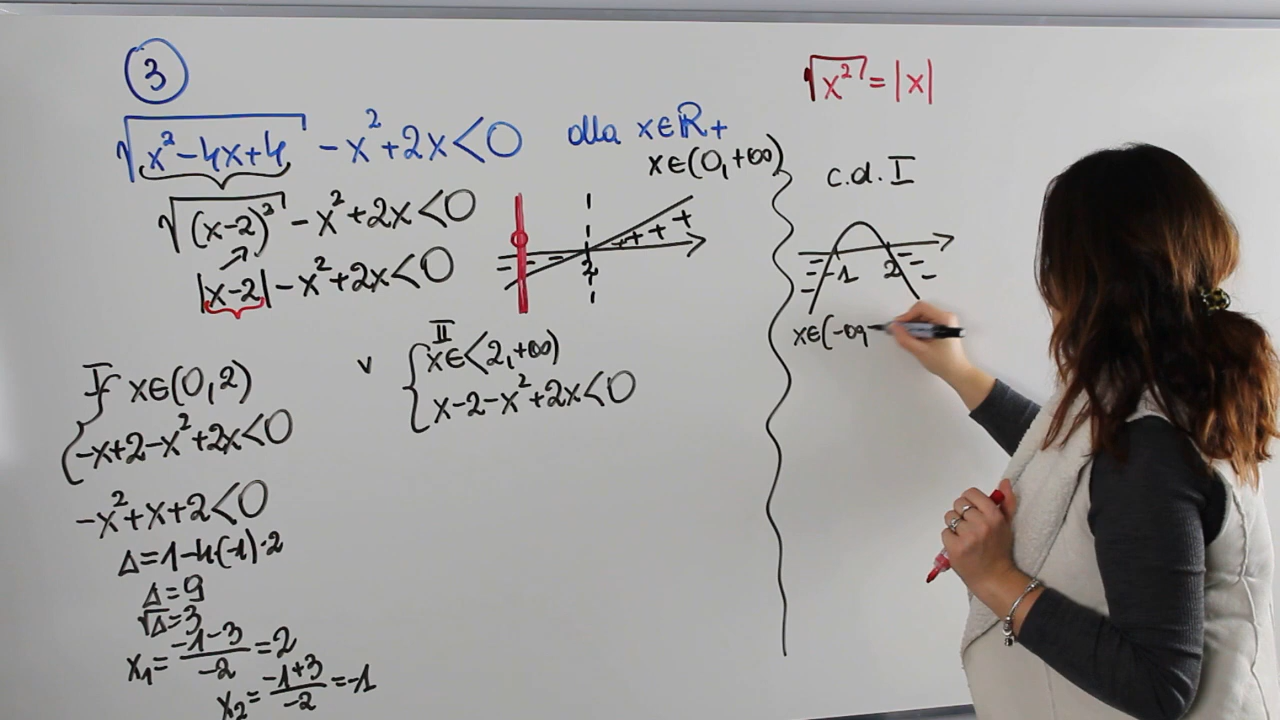 3
√x²-4x+4 - x²+2x<0 dla x∈ℝ+
x∈(0,+∞)
√(x-2)² - x²+2x<0
|x-2| - x²+2x<0
- - - - 2 + + + +
I x∈(0,2)
-x+2-x²+2x<0
-x²+x+2<0
Δ=1-4(-1)·2
Δ=9
√Δ=3
x₁= -1-3/-2 =2
x₂= -1+3/-2 =-1
v
II
x∈<2,+∞)
x-2-x²+2x<0
√x² = |x|
c.d. I
-1 2
x∈(-∞,